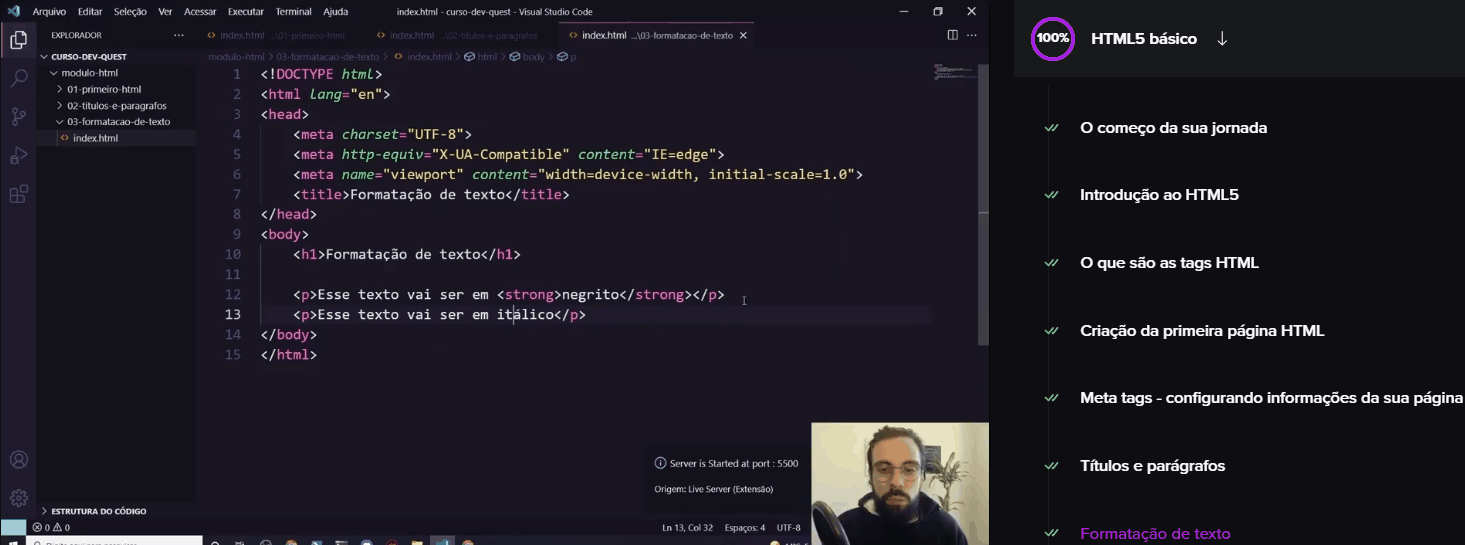 Arquivo Editar Seleção Ver Acessar Executar Terminal Ajuda
index.html - curso-dev-quest - Visual Studio Code
EXPLORADOR
index.html ...\01-primeiro-html
index.html ...\02-titulos-e-paragrafos
index.html ...\03-formatacao-de-texto
CURSO-DEV-QUEST
modulo-html
01-primeiro-html
02-titulos-e-paragrafos
03-formatacao-de-texto
index.html
modulo-html > 03-formatacao-de-texto > index.html > html > body > p
1 <!DOCTYPE html>
2 <html lang="en">
3 <head>
4 <meta charset="UTF-8">
5 <meta http-equiv="X-UA-Compatible" content="IE=edge">
6 <meta name="viewport" content="width=device-width, initial-scale=1.0">
7 <title>Formatação de texto</title>
8 </head>
9 <body>
10 <h1>Formatação de texto</h1>
11
12 <p>Esse texto vai ser em <strong>negrito</strong></p>
13 <p>Esse texto vai ser em itálico</p>
14 </body>
15 </html>
Server is Started at port : 5500
Origem: Live Server (Extensão)
ESTRUTURA DO CÓDIGO
0 0
Ln 13, Col 32 Espaços: 4 UTF-8
100% HTML5 básico
O começo da sua jornada
Introdução ao HTML5
O que são as tags HTML
Criação da primeira página HTML
Meta tags - configurando informações da sua página
Títulos e parágrafos
Formatação de texto